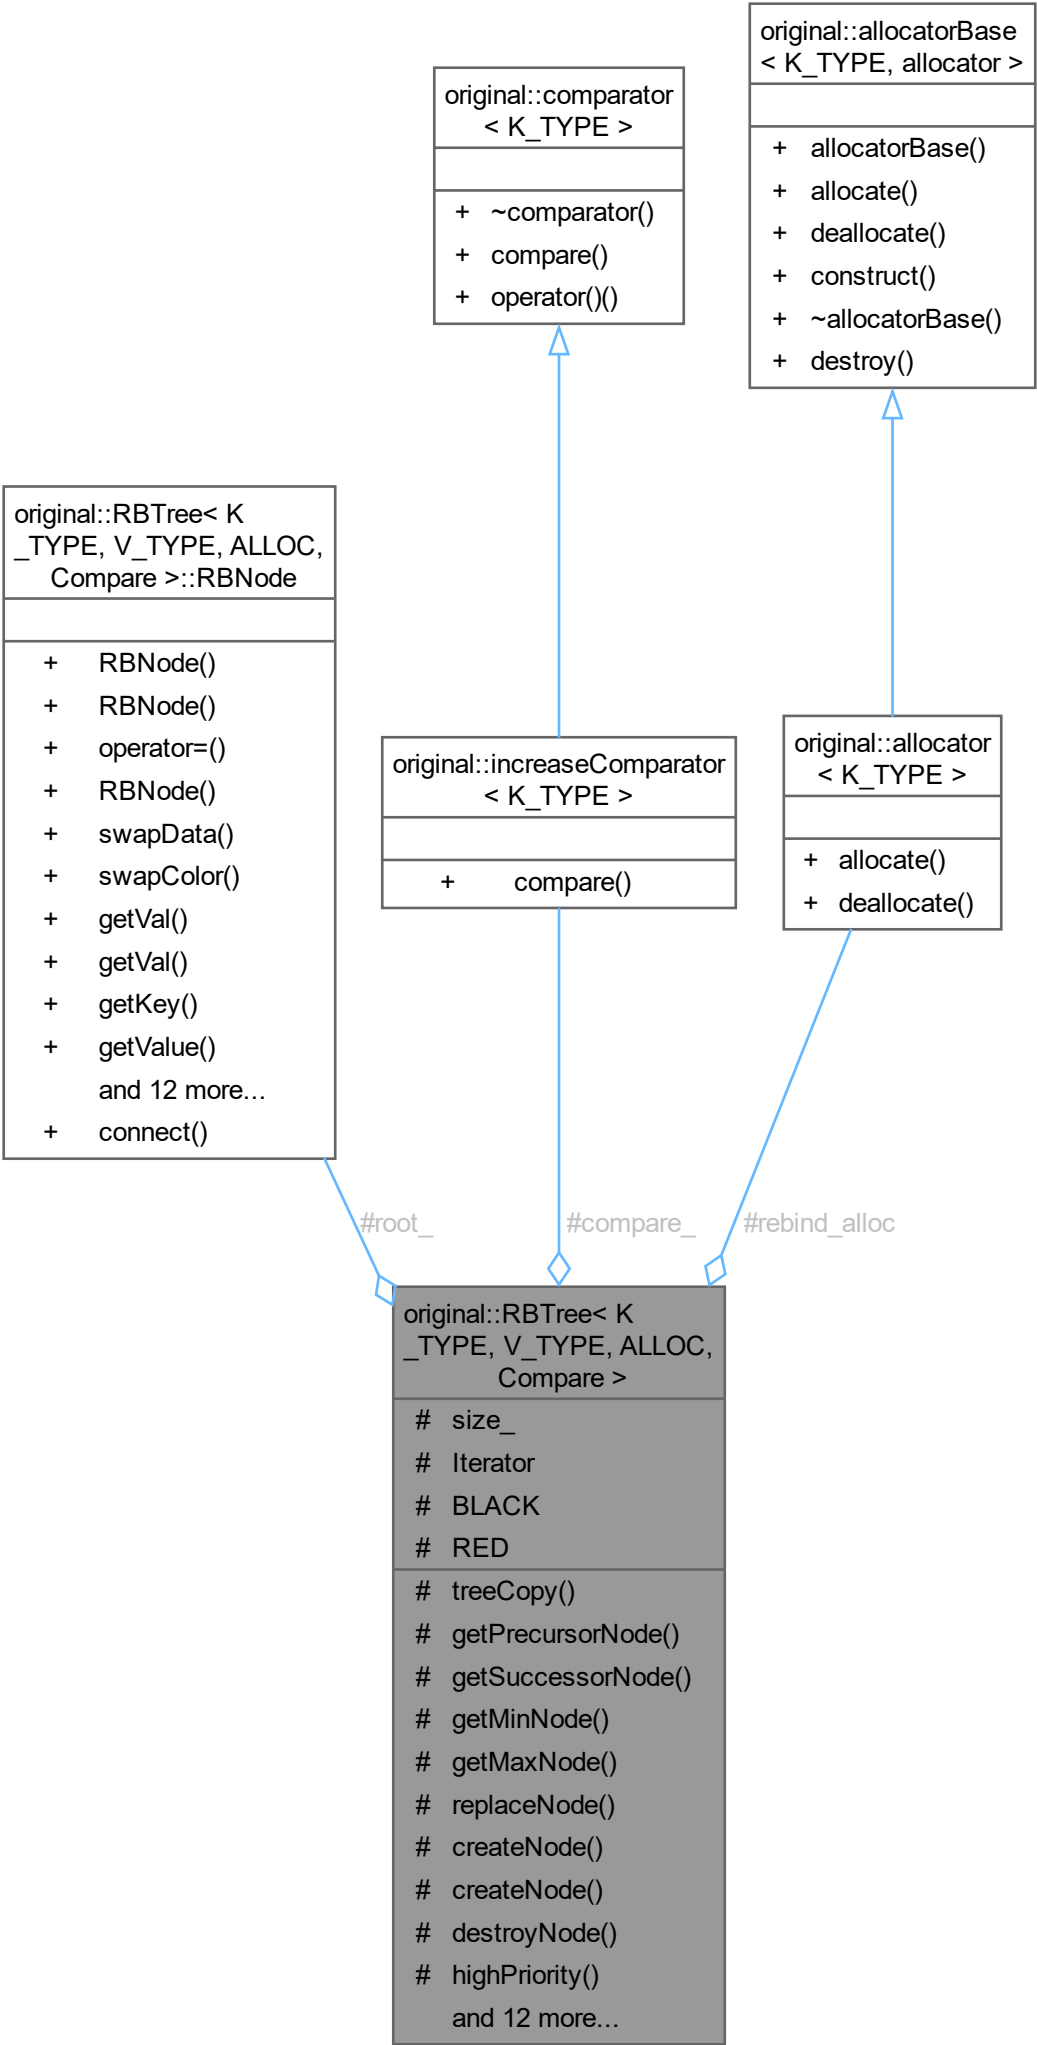 original::allocatorBase
< K_TYPE, allocator >
+ allocatorBase()
+ allocate()
+ deallocate()
+ construct()
+ ~allocatorBase()
+ destroy()
original::comparator
< K_TYPE >
+ ~comparator()
+ compare()
+ operator()()
original::RBTree< K
_TYPE, V_TYPE, ALLOC,
Compare >::RBNode
+ RBNode()
+ RBNode()
+ operator=()
+ RBNode()
+ swapData()
+ swapColor()
+ getVal()
+ getVal()
+ getKey()
+ getValue()
and 12 more...
+ connect()
original::increaseComparator
< K_TYPE >
+ compare()
original::allocator
< K_TYPE >
+ allocate()
+ deallocate()
#root_
#compare_
#rebind_alloc
original::RBTree< K
_TYPE, V_TYPE, ALLOC,
Compare >
# size_
# Iterator
# BLACK
# RED
# treeCopy()
# getPrecursorNode()
# getSuccessorNode()
# getMinNode()
# getMaxNode()
# replaceNode()
# createNode()
# createNode()
# destroyNode()
# highPriority()
and 12 more...